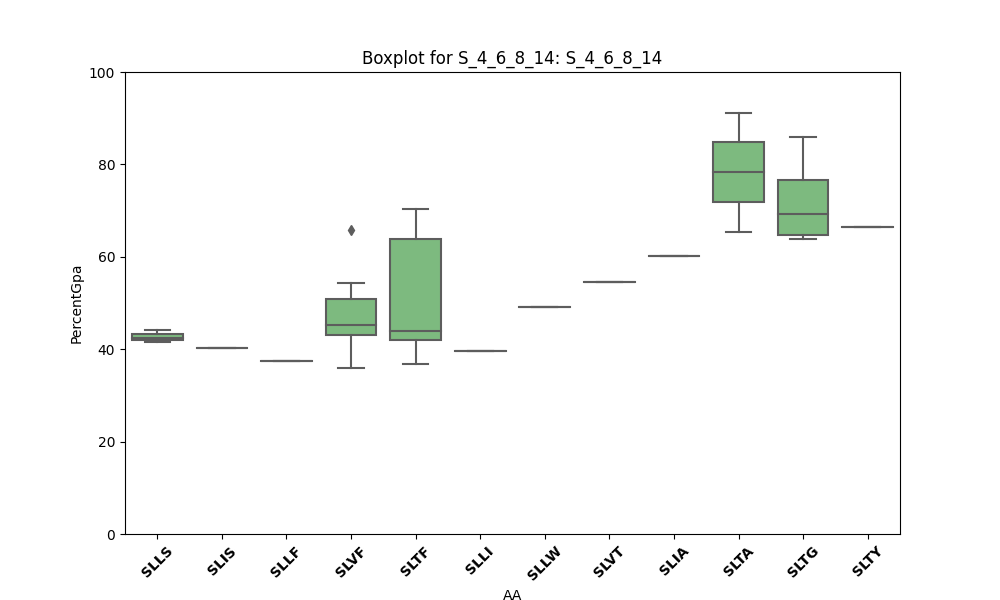 Boxplot for S_4_6_8_14: S_4_6_8_14
100
80
60
40
20
0
PercentGpa
SLLS SLIS SLLF SLVF SLTF SLLI SLLW SLVT SLIA SLTA SLTG SLTY
AA